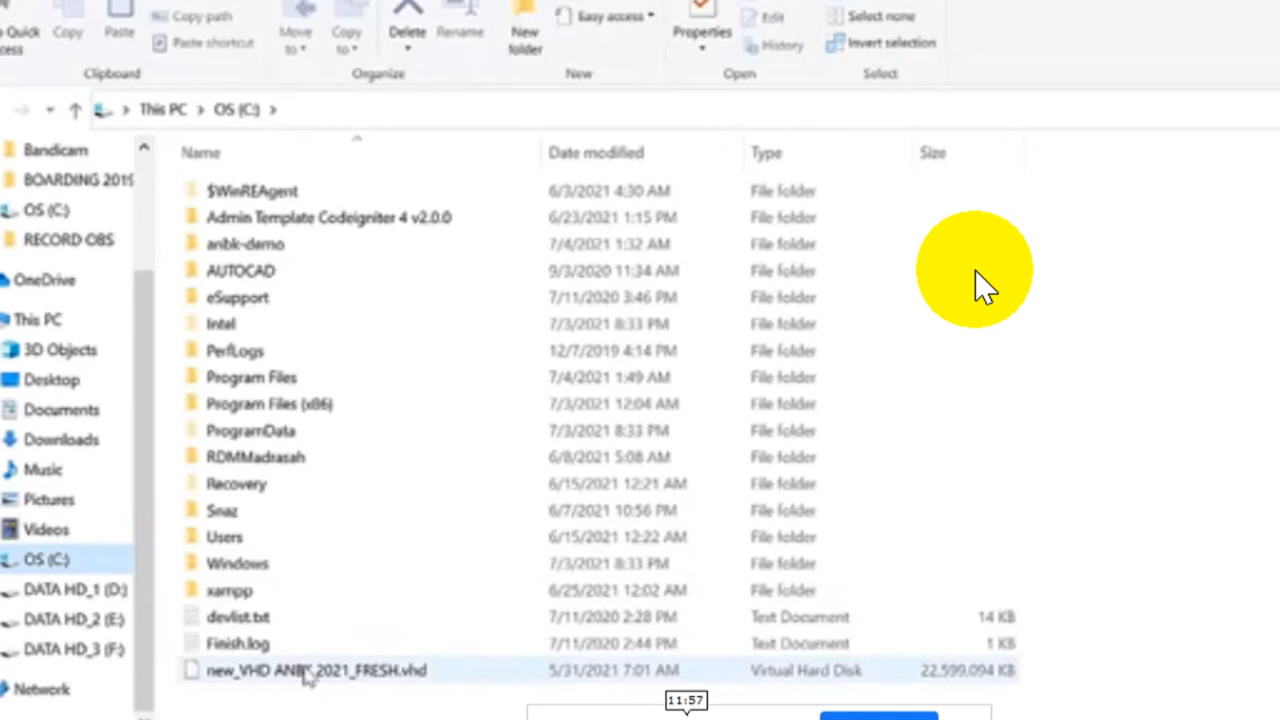 Copy path
o Quick
cess
Copy
Paste
Paste shortcut
Clipboard
Move
to
Copy
to
Delete
Rename
Organize
New
folder
Easy access
New
Properties
Edit
History
Open
Select none
Invert selection
Select
This PC > OS (C:) >
Bandicam
BOARDING 2019
OS (C:)
RECORD OBS
OneDrive
This PC
3D Objects
Desktop
Documents
Downloads
Music
Pictures
Videos
OS (C:)
DATA HD_1 (D:)
DATA HD_2 (E:)
DATA HD_3 (F:)
Network
Name Date modified Type Size
$WinREAgent 6/3/2021 4:30 AM File folder
Admin Template Codeigniter 4 v2.0.0 6/23/2021 1:15 PM File folder
anbk-demo 7/4/2021 1:32 AM File folder
AUTOCAD 9/3/2020 11:34 AM File folder
eSupport 7/11/2020 3:46 PM File folder
Intel 7/3/2021 8:33 PM File folder
PerfLogs 12/7/2019 4:14 PM File folder
Program Files 7/4/2021 1:49 AM File folder
Program Files (x86) 7/3/2021 12:04 AM File folder
ProgramData 7/3/2021 8:33 PM File folder
RDMMadrasah 6/8/2021 5:08 AM File folder
Recovery 6/15/2021 12:21 AM File folder
Snaz 6/7/2021 10:56 PM File folder
Users 6/15/2021 12:22 AM File folder
Windows 7/3/2021 8:33 PM File folder
xampp 6/25/2021 12:02 AM File folder
devlist.txt 7/11/2020 2:28 PM Text Document 14 KB
Finish.log 7/11/2020 2:44 PM Text Document 1 KB
new_VHD ANBK 2021_FRESH.vhd 5/31/2021 7:01 AM Virtual Hard Disk 22,599,094 KB
11:57